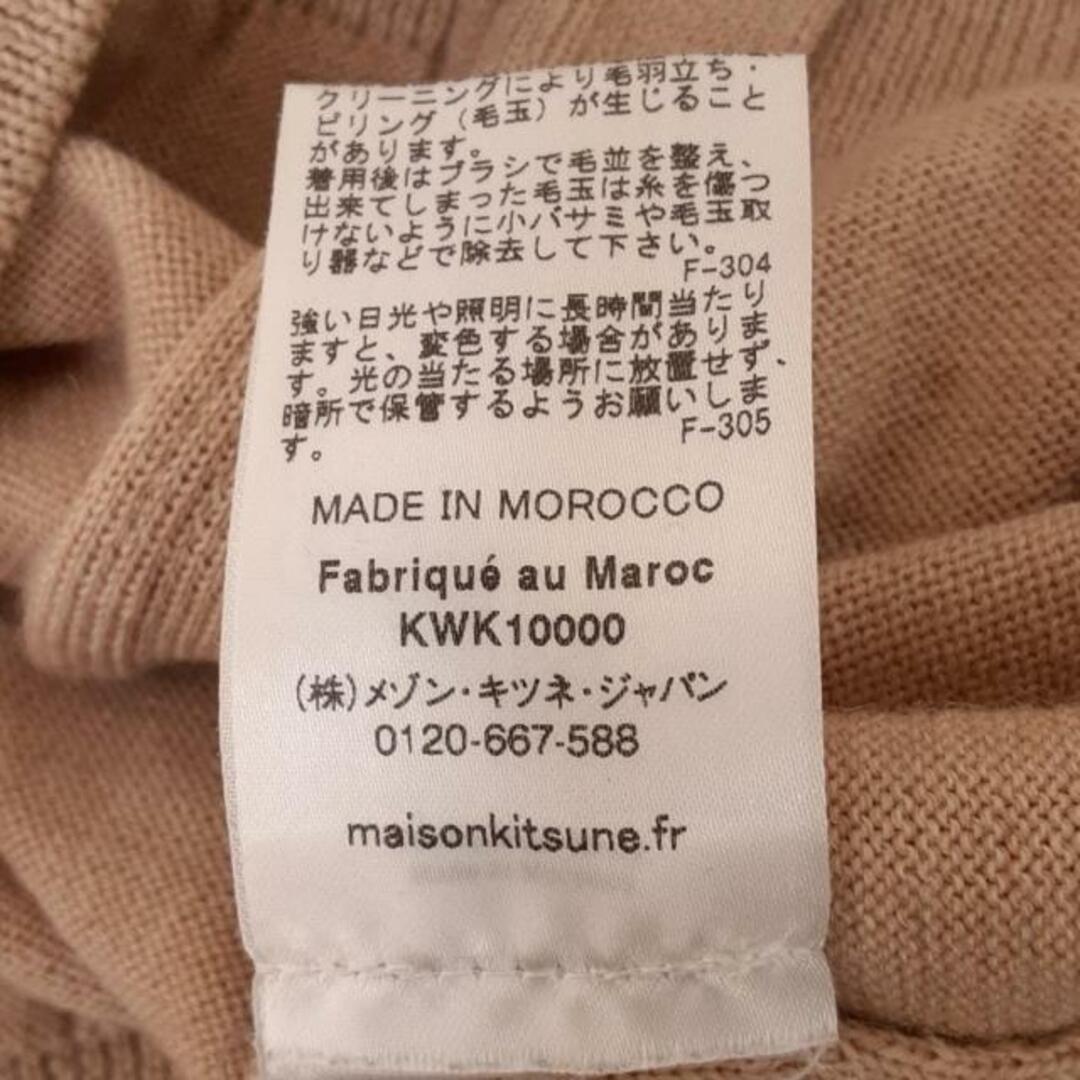 クリーニングにより毛羽立ち・
ピリング（毛玉）が生じること
があります。
着用後はブラシで毛並を整え、
出来てしまった毛玉は糸を傷つ
けないように小バサミや毛玉取
り器などで除去して下さい。
F-304
強い日光や照明に長時間当たり
ますと、変色する場合がありま
す。光の当たる場所に放置せず、
暗所で保管するようお願いしま
す。
F-305
MADE IN MOROCCO
Fabriqué au Maroc
KWK10000
(株)メゾン・キツネ・ジャパン
0120-667-588
maisonkitsune.fr